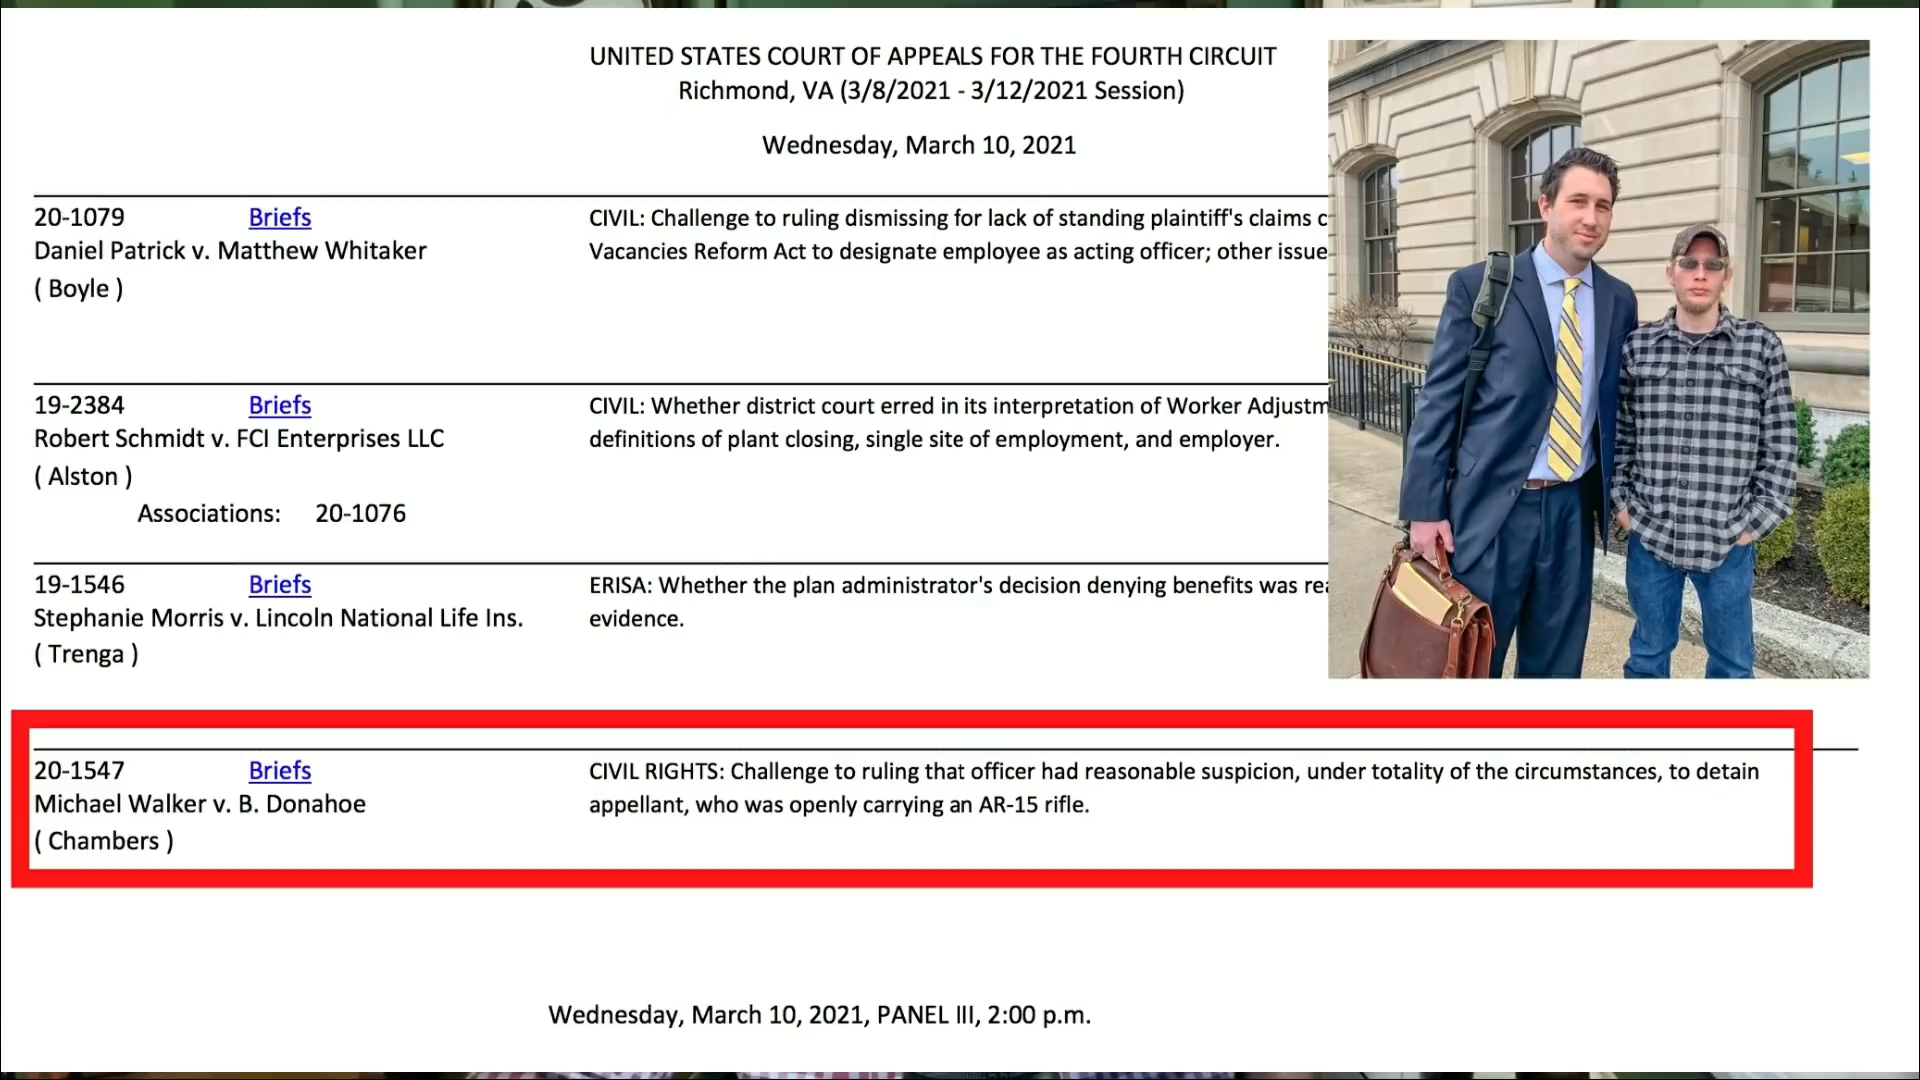 UNITED STATES COURT OF APPEALS FOR THE FOURTH CIRCUIT
Richmond, VA (3/8/2021 - 3/12/2021 Session)
Wednesday, March 10, 2021
20-1079 Briefs CIVIL: Challenge to ruling dismissing for lack of standing plaintiff's claims
Daniel Patrick v. Matthew Whitaker Vacancies Reform Act to designate employee as acting officer; other
( Boyle )
19-2384 Briefs CIVIL: Whether district court erred in its interpretation of Worker
Robert Schmidt v. FCI Enterprises LLC definitions of plant closing, single site of employment, and employer.
( Alston )
Associations: 20-1076
19-1546 Briefs ERISA: Whether the plan administrator's decision denying benefits was
Stephanie Morris v. Lincoln National Life Ins. evidence.
( Trenga )
20-1547 Briefs CIVIL RIGHTS: Challenge to ruling that officer had reasonable suspicion, under totality of the circumstances, to detain
Michael Walker v. B. Donahoe appellant, who was openly carrying an AR-15 rifle.
( Chambers )
Wednesday, March 10, 2021, PANEL III, 2:00 p.m.